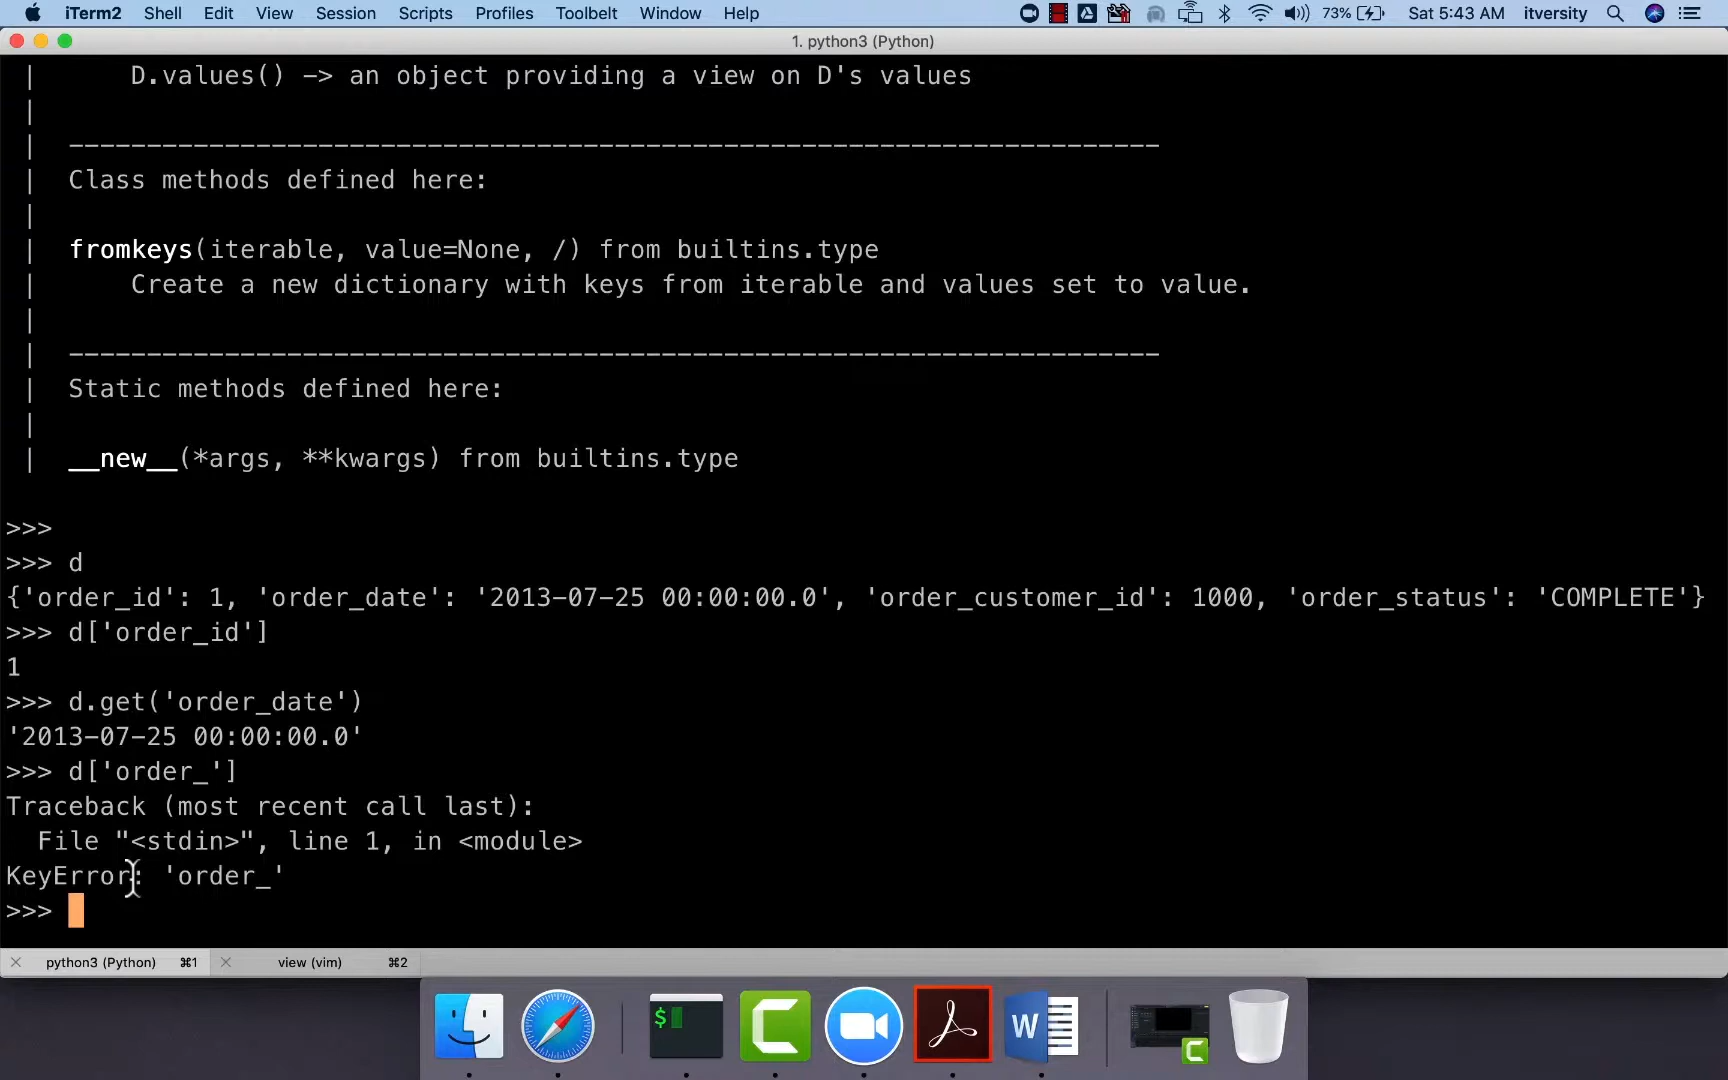 iTerm2 Shell Edit View Session Scripts Profiles Toolbelt Window Help 73% Sat 5:43 AM itversity
1. python3 (Python)
| D.values() -> an object providing a view on D's values
|
| ----------------------------------------------------------------------
| Class methods defined here:
|
| fromkeys(iterable, value=None, /) from builtins.type
| Create a new dictionary with keys from iterable and values set to value.
|
| ----------------------------------------------------------------------
| Static methods defined here:
|
| __new__(*args, **kwargs) from builtins.type
>>>
>>> d
{'order_id': 1, 'order_date': '2013-07-25 00:00:00.0', 'order_customer_id': 1000, 'order_status': 'COMPLETE'}
>>> d['order_id']
1
>>> d.get('order_date')
'2013-07-25 00:00:00.0'
>>> d['order_']
Traceback (most recent call last):
  File "<stdin>", line 1, in <module>
KeyError: 'order_'
>>>
python3 (Python) ⌘1 view (vim) ⌘2